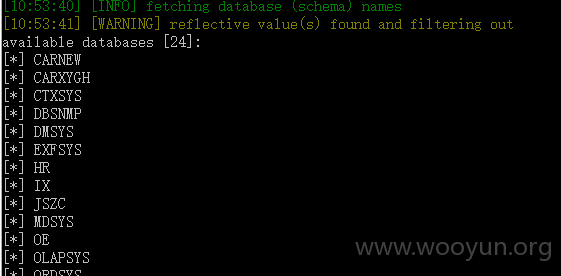 [10:53:40] [INFO] fetching database (schema) names
[10:53:41] [WARNING] reflective value(s) found and filtering out
available databases [24]:
[*] CARNEW
[*] CARXYGH
[*] CTXSYS
[*] DBSNMP
[*] DMSYS
[*] EXFSYS
[*] HR
[*] IX
[*] JSZC
[*] MDSYS
[*] OE
[*] OLAPSYS
[*] ORDSYS
www.wooyun.org